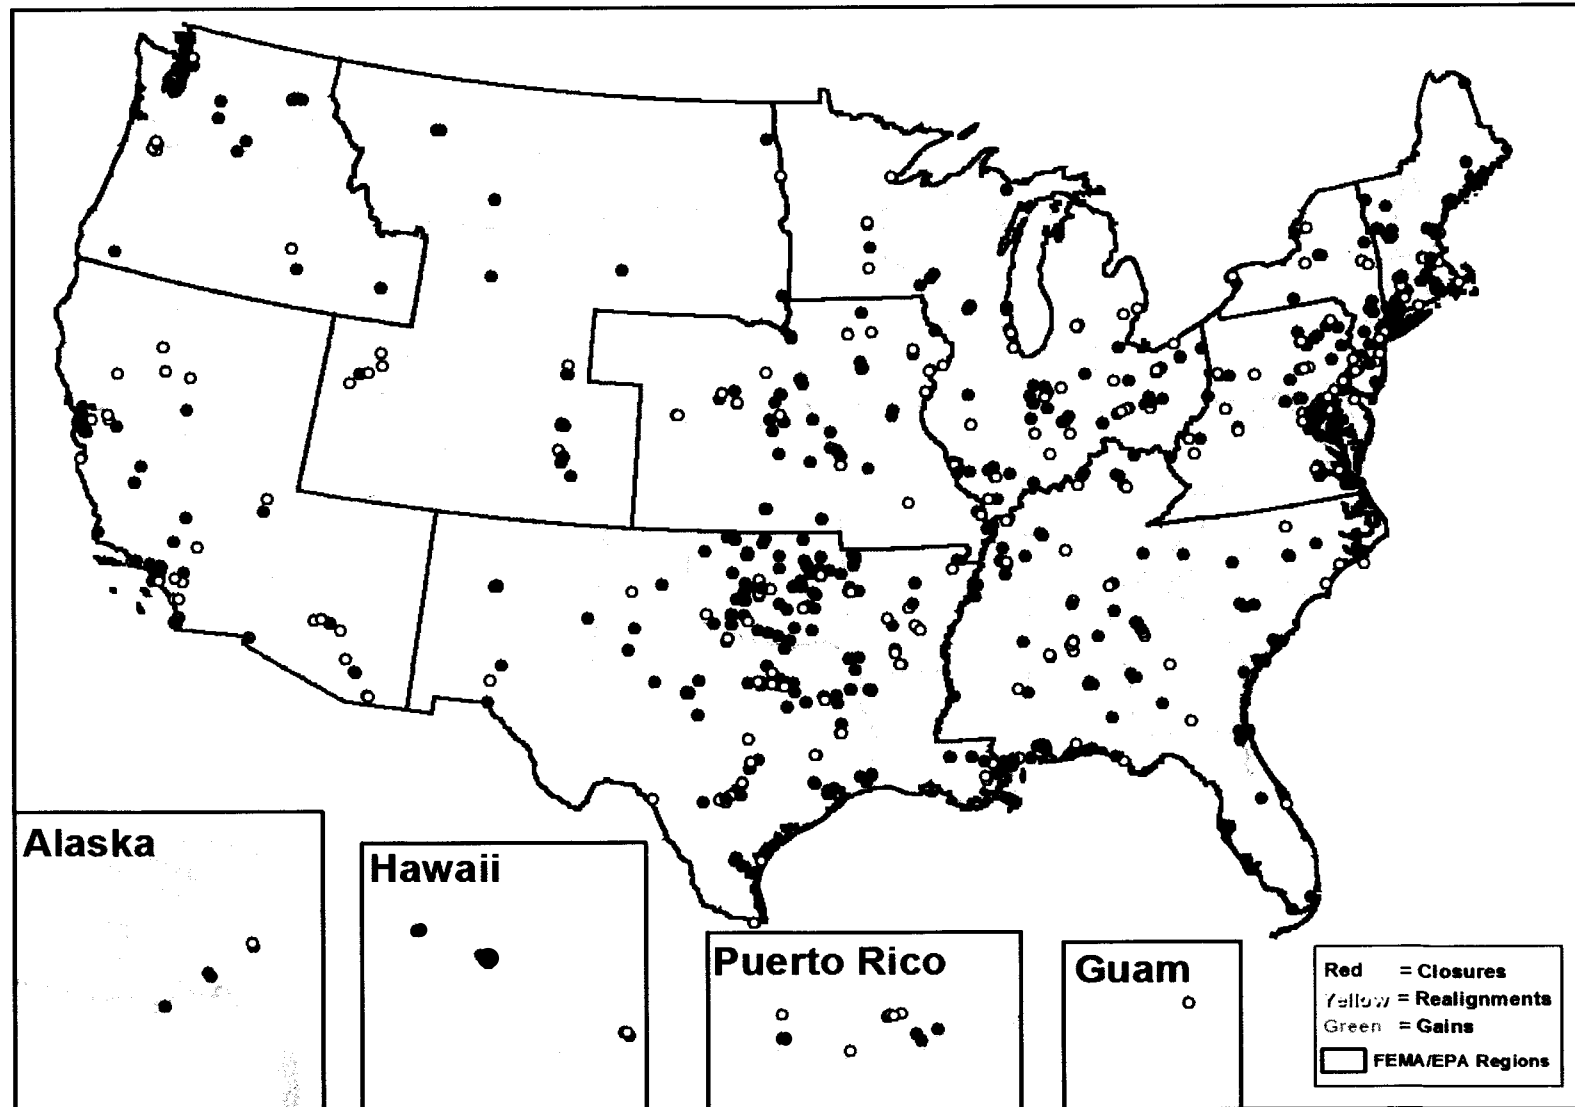 Alaska
Hawaii
Puerto Rico
Guam
Red = Closures
Yellow = Realignments
Green = Gains
FEMA/EPA Regions